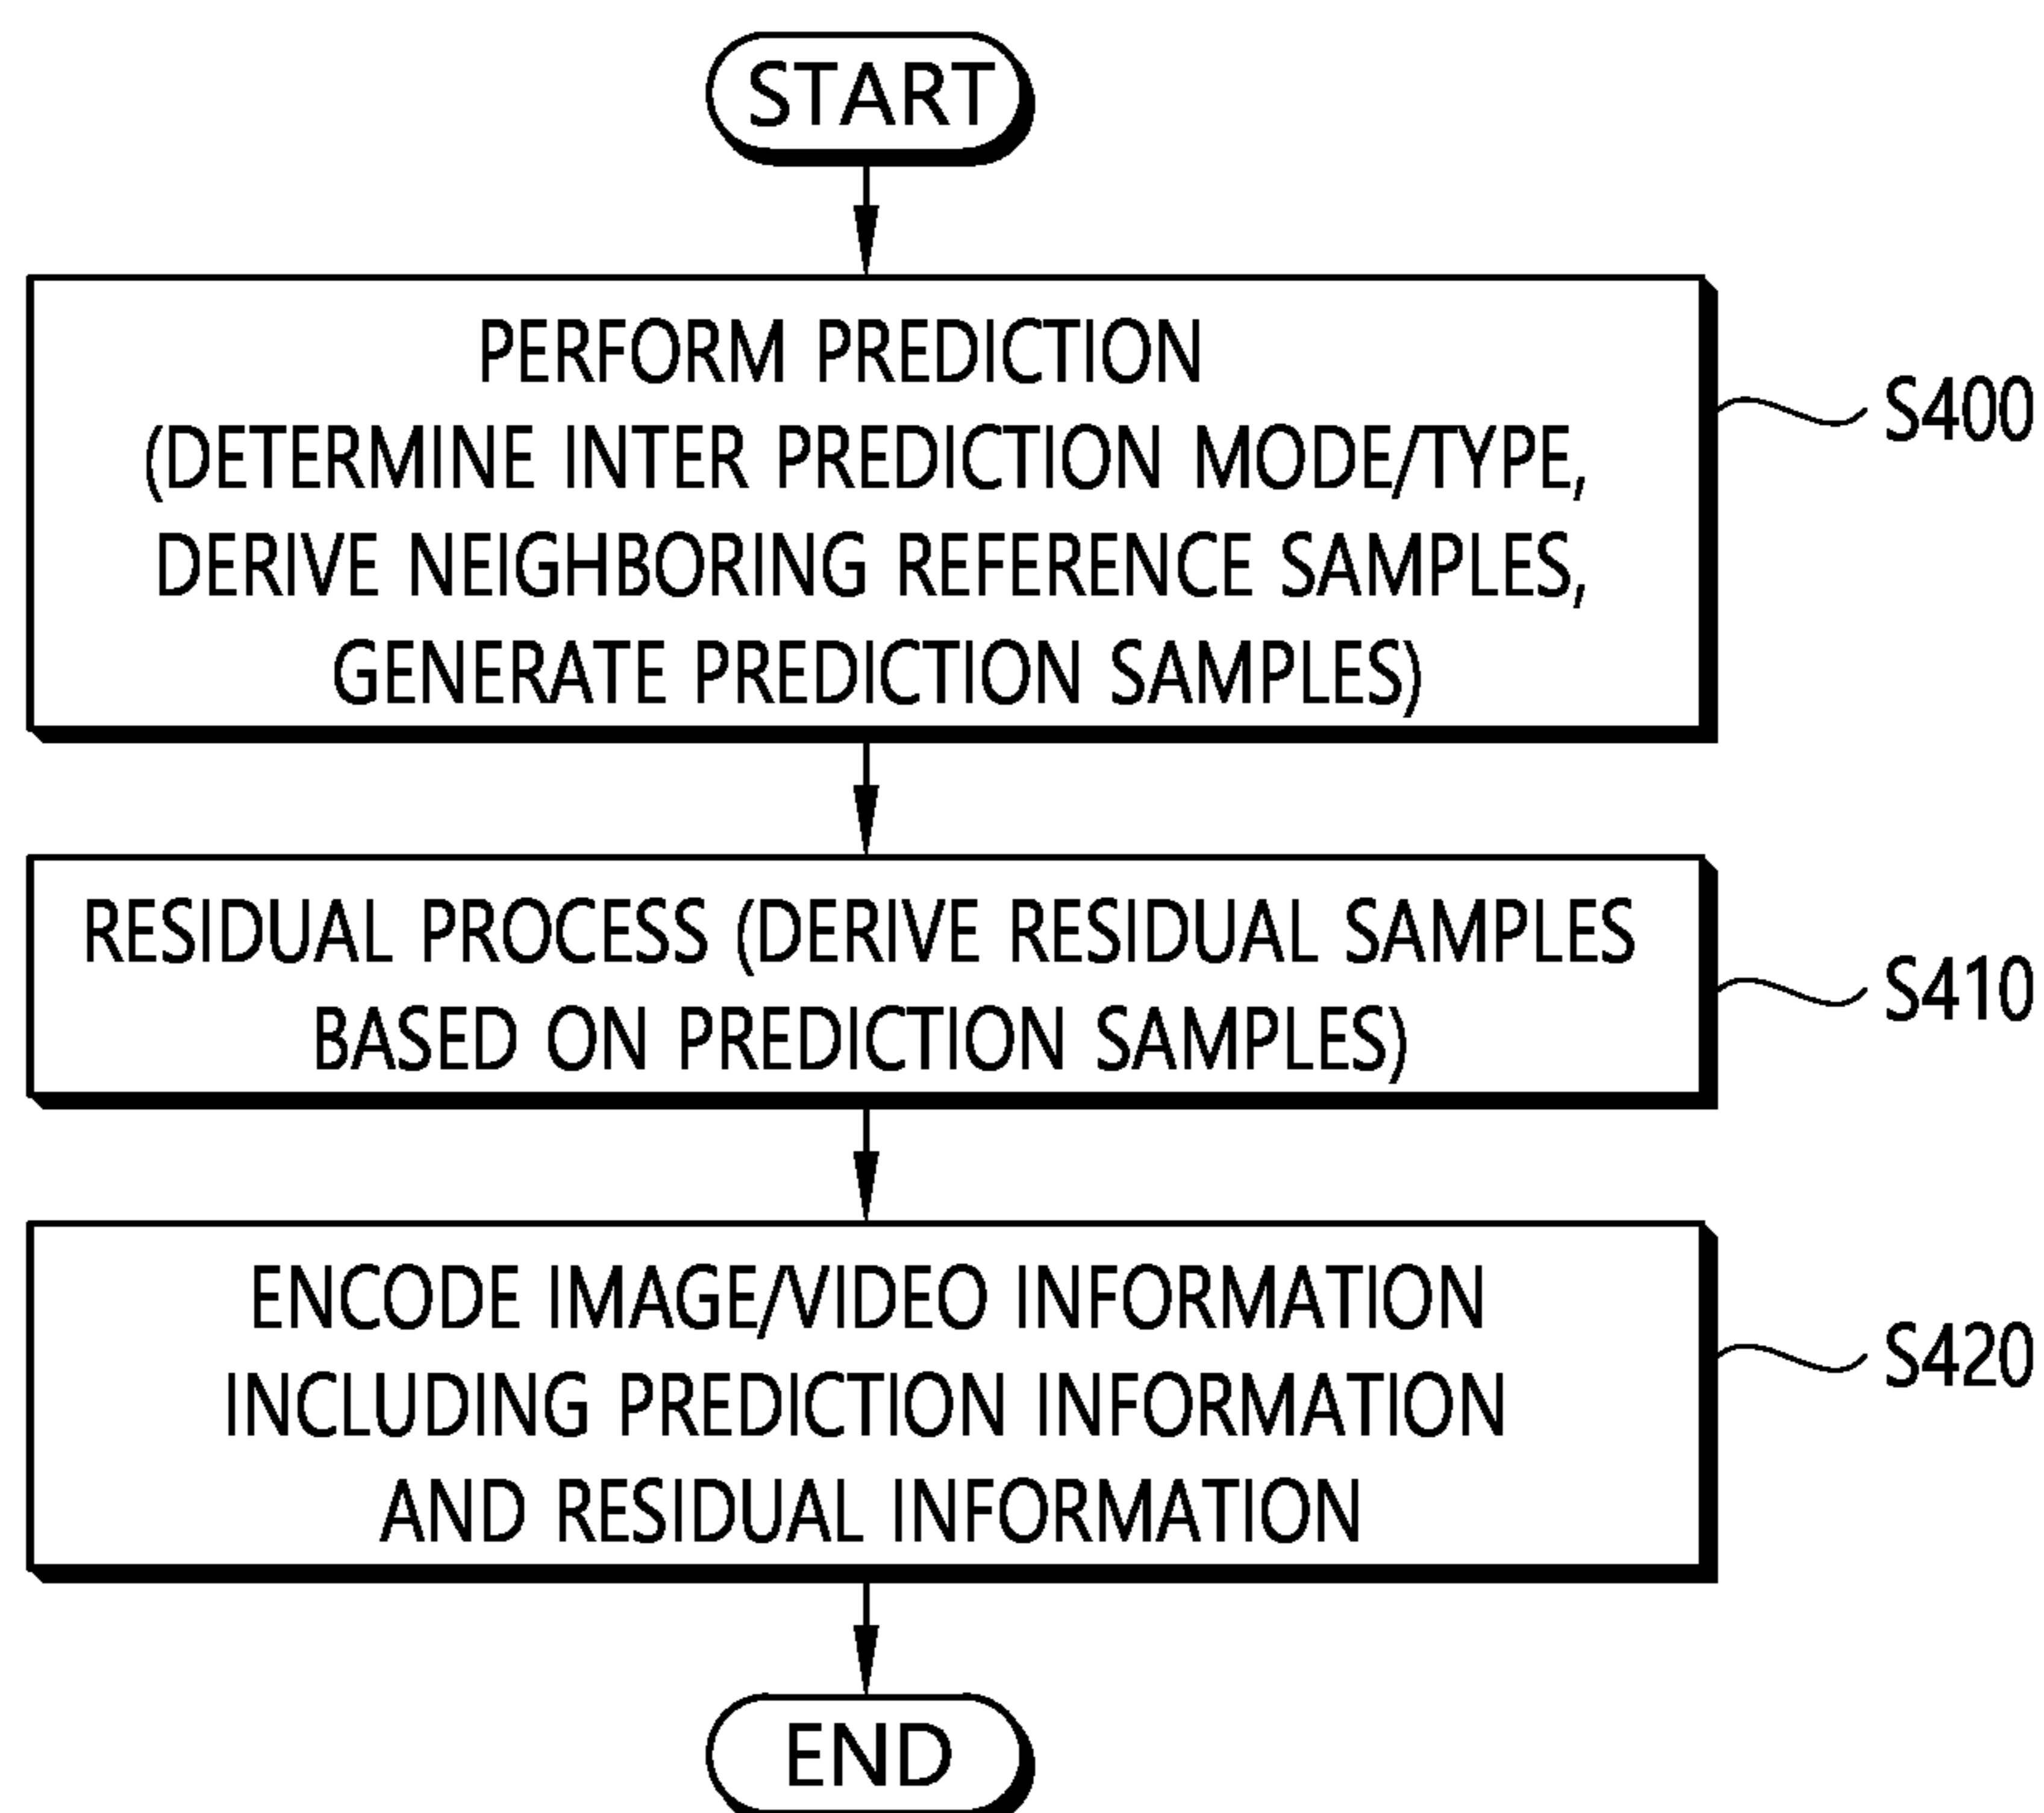 START
PERFORM PREDICTION
(DETERMINE INTER PREDICTION MODE/TYPE,
DERIVE NEIGHBORING REFERENCE SAMPLES,
GENERATE PREDICTION SAMPLES)
S400
RESIDUAL PROCESS (DERIVE RESIDUAL SAMPLES
BASED ON PREDICTION SAMPLES)
S410
ENCODE IMAGE/VIDEO INFORMATION
INCLUDING PREDICTION INFORMATION
AND RESIDUAL INFORMATION
S420
END